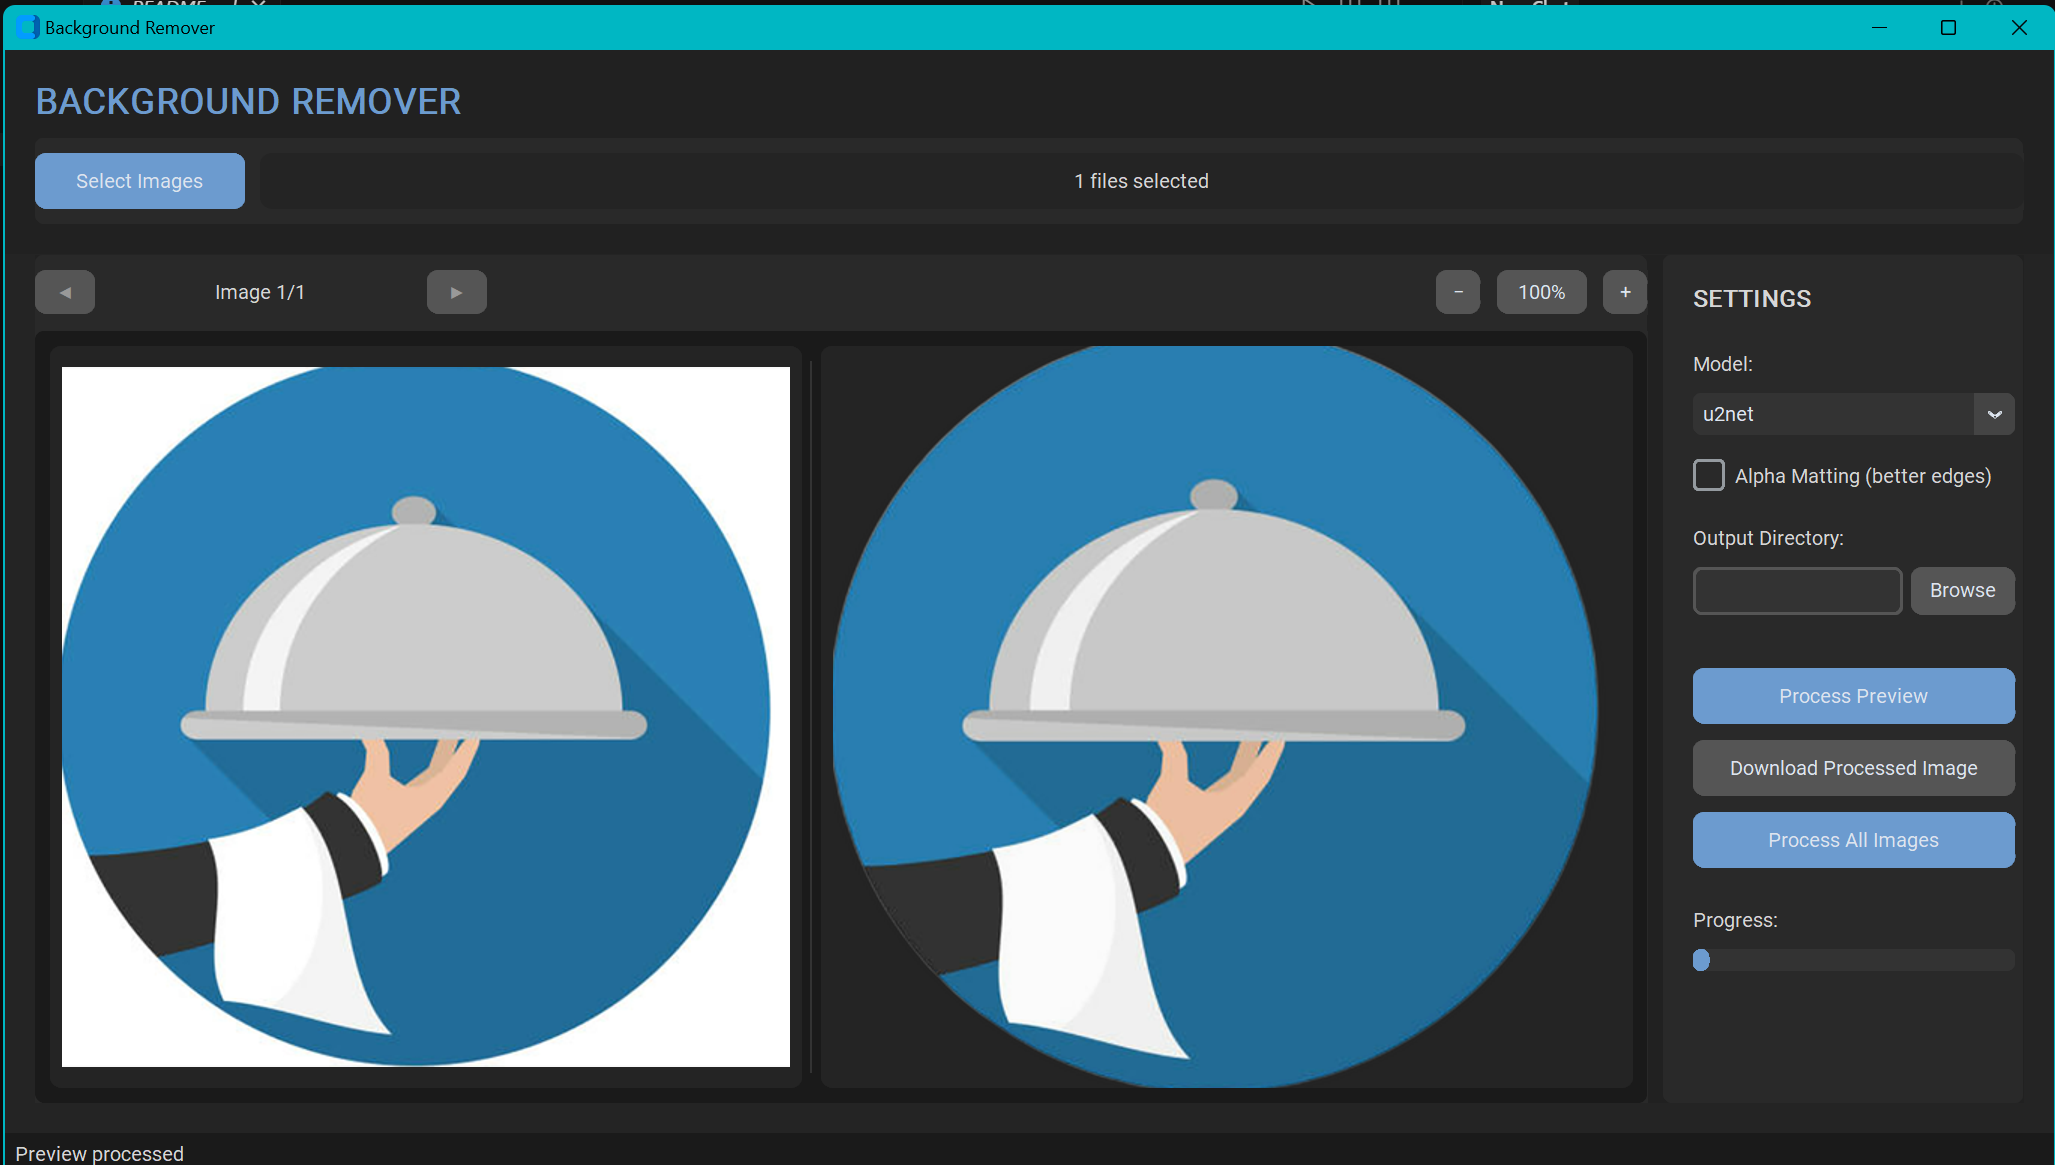 Background Remover
BACKGROUND REMOVER
Select Images
1 files selected
Image 1/1
−
100%
+
SETTINGS
Model:
u2net
Alpha Matting (better edges)
Output Directory:
Browse
Process Preview
Download Processed Image
Process All Images
Progress:
Preview processed